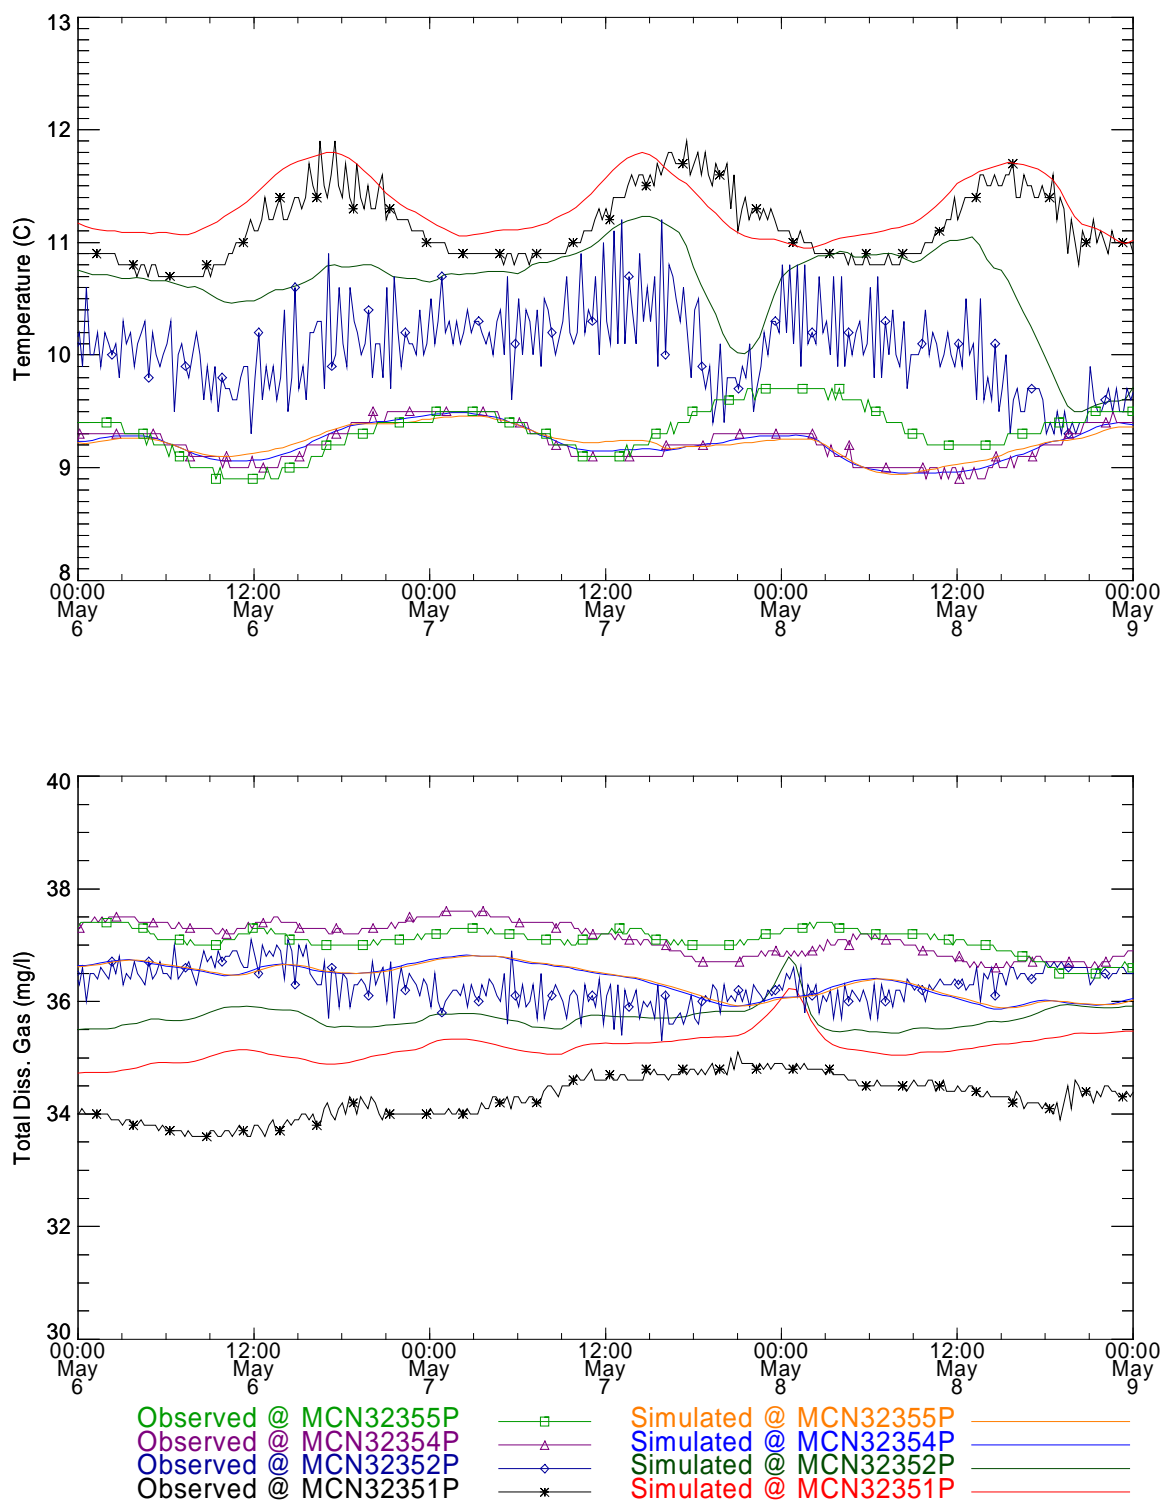 13
12
11
10
9
8
Temperature (C)
00:00 12:00 00:00 12:00 00:00 12:00 00:00
May May May May May May May
6 6 7 7 8 8 9
40
38
36
34
32
30
Total Diss. Gas (mg/l)
00:00 12:00 00:00 12:00 00:00 12:00 00:00
May May May May May May May
6 6 7 7 8 8 9
Observed @ MCN32355P Simulated @ MCN32355P
Observed @ MCN32354P Simulated @ MCN32354P
Observed @ MCN32352P Simulated @ MCN32352P
Observed @ MCN32351P Simulated @ MCN32351P